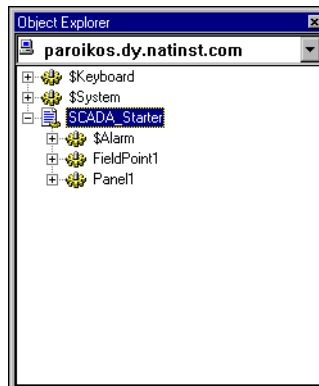 Object Explorer
paroikos.dy.natinst.com
$Keyboard
$System
SCADA_Starter
$Alarm
FieldPoint1
Panel1